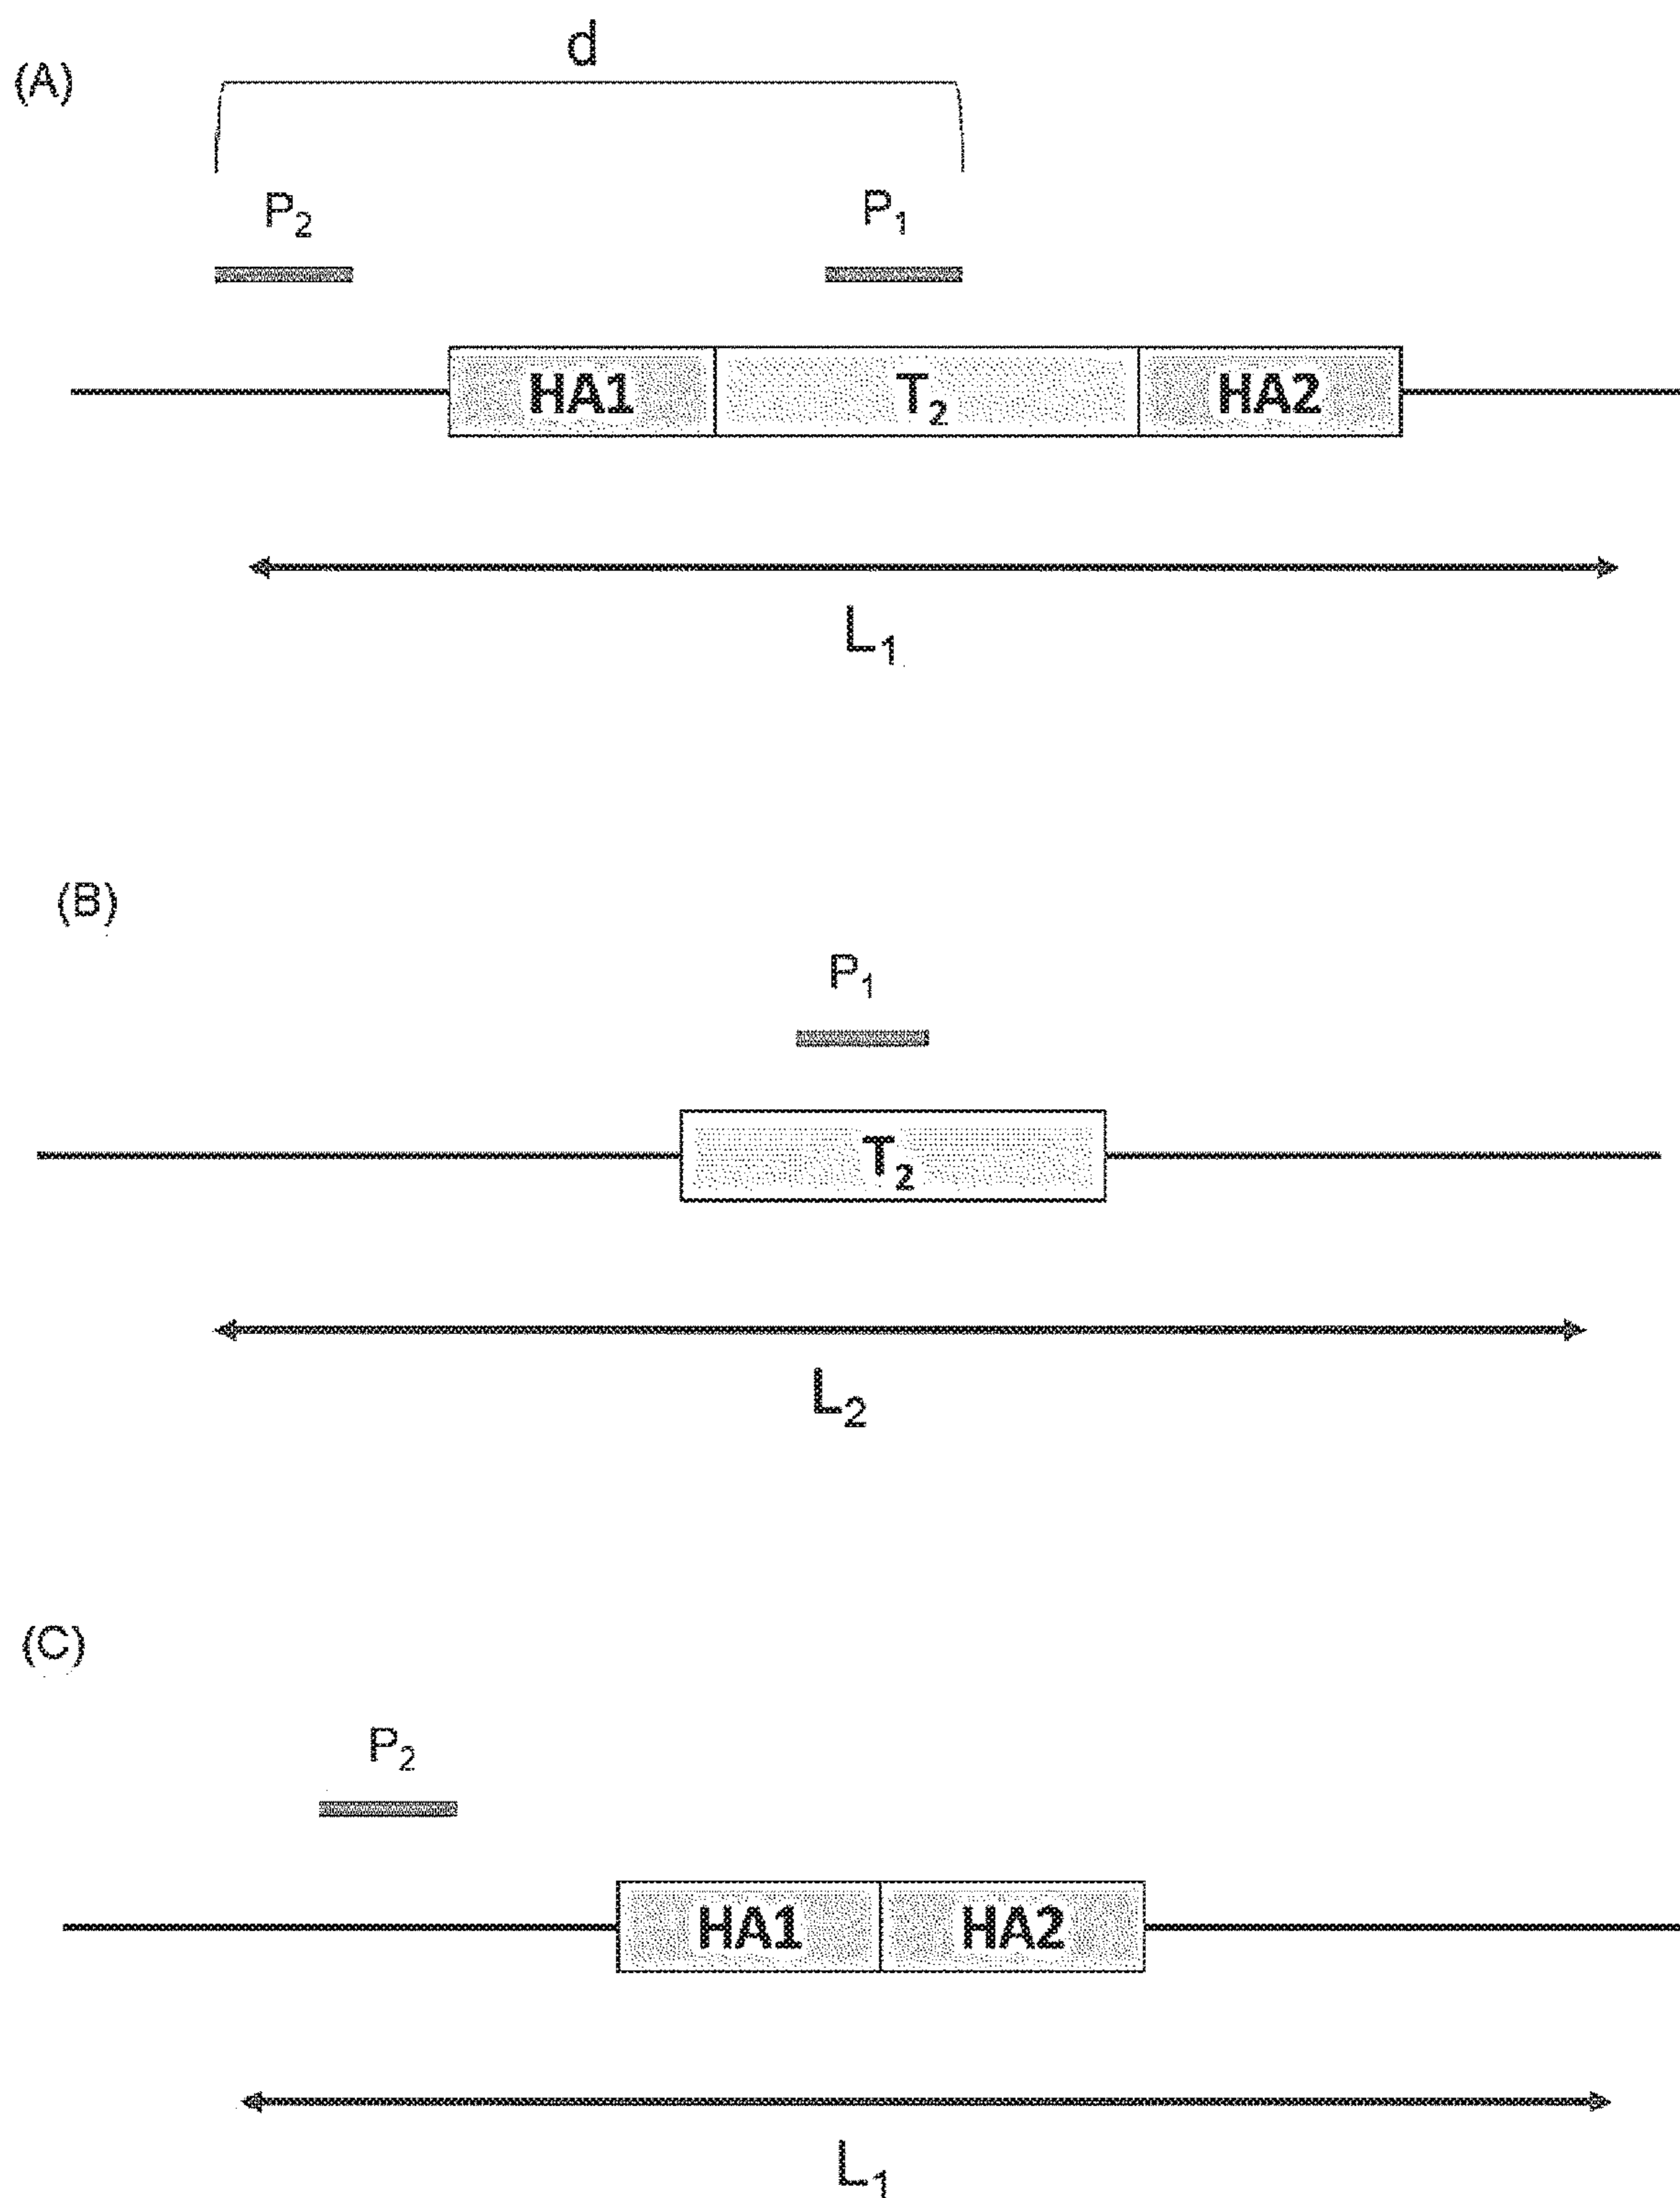 (A)
d
P₂ P₁
HA1 T₂ HA2
L₁
(B)
P₁
T₂
L₂
(C)
P₂
HA1 HA2
L₁